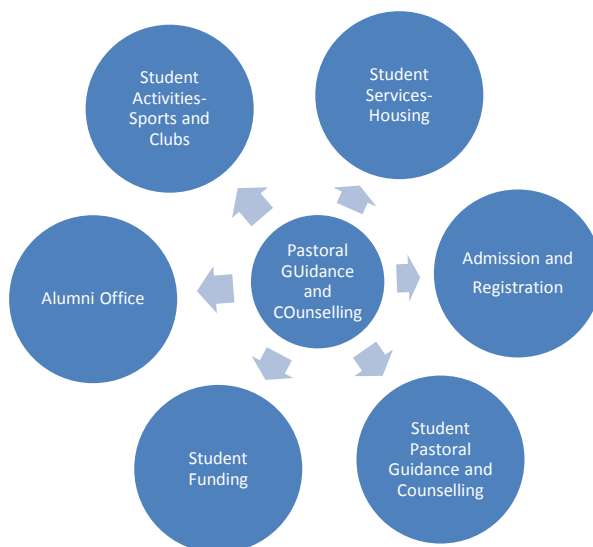 Student
Activities-
Sports and
Clubs
Student
Services-
Housing
Pastoral
GUidance
and
COunselling
Admission and
Registration
Alumni Office
Student
Funding
Student
Pastoral
Guidance and
Counselling